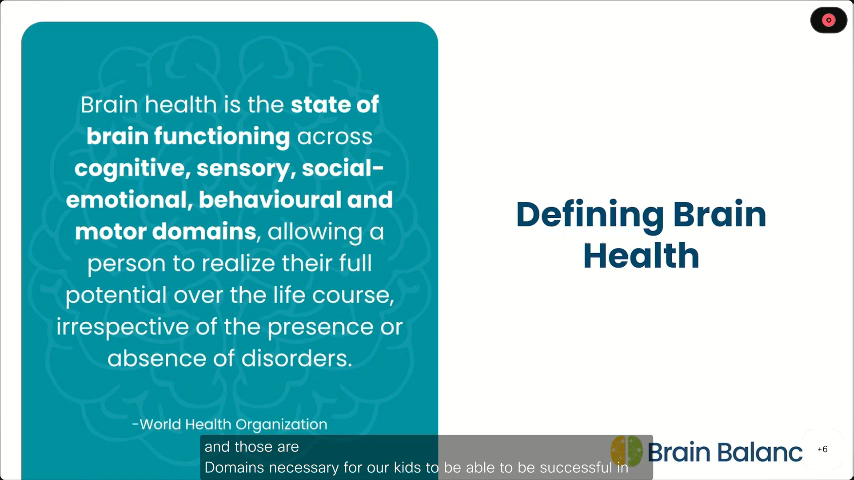 Brain health is the state of
brain functioning across
cognitive, sensory, social-
emotional, behavioural and
motor domains, allowing a
person to realize their full
potential over the life course,
irrespective of the presence or
absence of disorders.
-World Health Organization
Defining Brain
Health
and those are
Domains necessary for our kids to be able to be successful in
Brain Balanc
+6